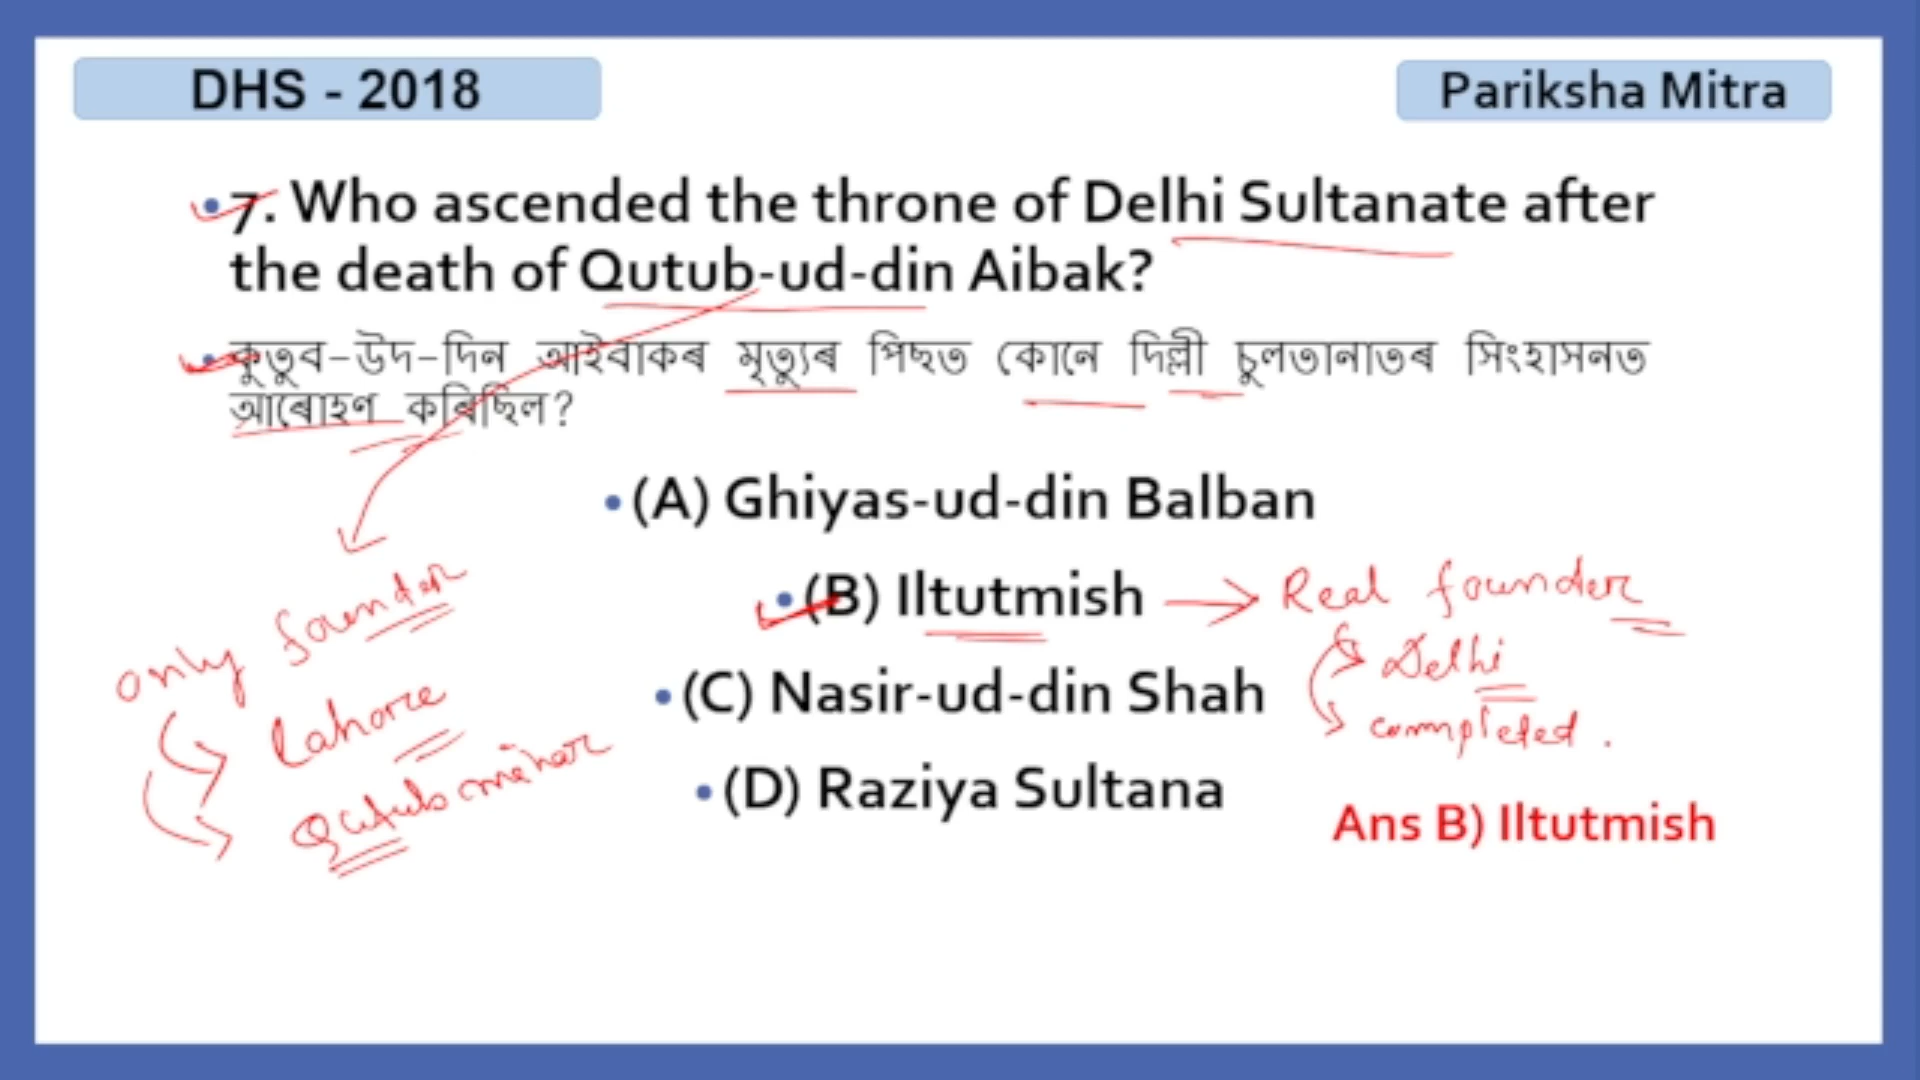 DHS - 2018
Pariksha Mitra
7. Who ascended the throne of Delhi Sultanate after
the death of Qutub-ud-din Aibak?
কুতুব-উদ-দিন আইবাকৰ মৃত্যুৰ পিছত কোনে দিল্লী চুলতানাতৰ সিংহাসনত
আৰোহণ কৰিছিল?
(A) Ghiyas-ud-din Balban
(B) Iltutmish → Real founder
Delhi
completed.
(C) Nasir-ud-din Shah
(D) Raziya Sultana
only founder
Lahore
Qutub minar
Ans B) Iltutmish